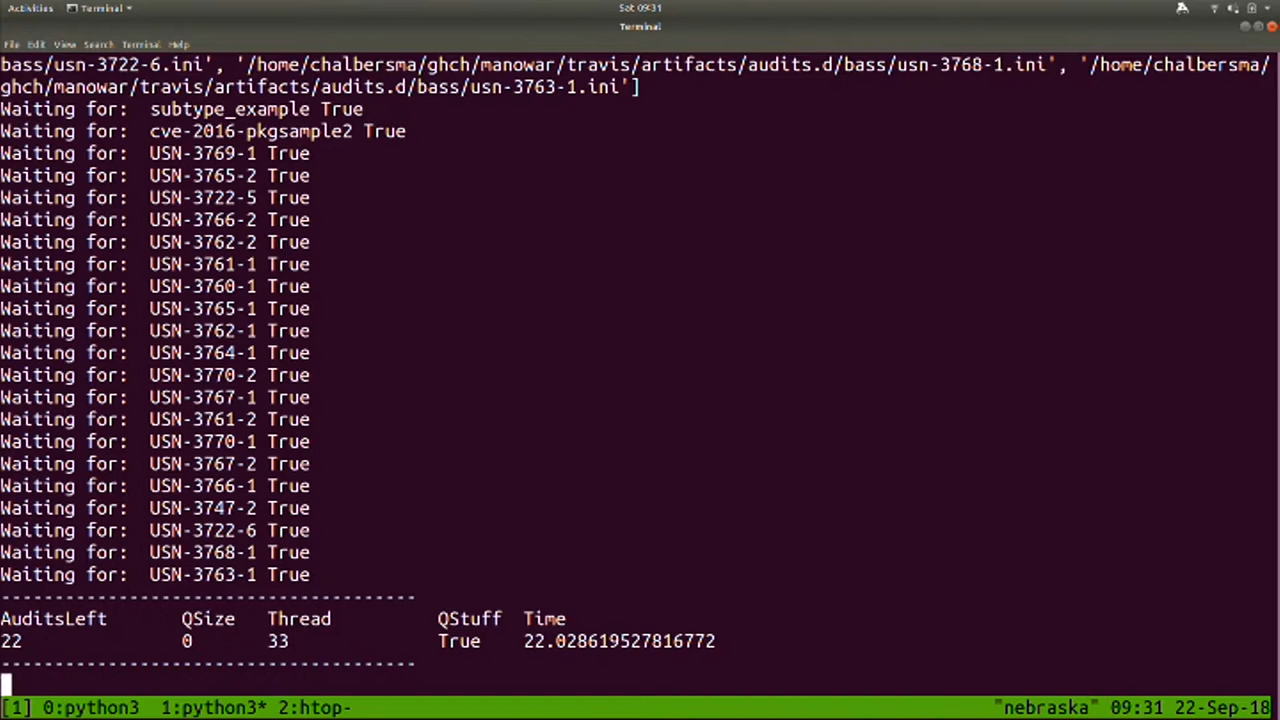 Activities Terminal Sat 09:31
Terminal
File Edit View Search Terminal Help
bass/usn-3722-6.ini', '/home/chalbersma/ghch/manowar/travis/artifacts/audits.d/bass/usn-3768-1.ini', '/home/chalbersma/
ghch/manowar/travis/artifacts/audits.d/bass/usn-3763-1.ini']
Waiting for:  subtype_example True
Waiting for:  cve-2016-pkgsample2 True
Waiting for:  USN-3769-1 True
Waiting for:  USN-3765-2 True
Waiting for:  USN-3722-5 True
Waiting for:  USN-3766-2 True
Waiting for:  USN-3762-2 True
Waiting for:  USN-3761-1 True
Waiting for:  USN-3760-1 True
Waiting for:  USN-3765-1 True
Waiting for:  USN-3762-1 True
Waiting for:  USN-3764-1 True
Waiting for:  USN-3770-2 True
Waiting for:  USN-3767-1 True
Waiting for:  USN-3761-2 True
Waiting for:  USN-3770-1 True
Waiting for:  USN-3767-2 True
Waiting for:  USN-3766-1 True
Waiting for:  USN-3747-2 True
Waiting for:  USN-3722-6 True
Waiting for:  USN-3768-1 True
Waiting for:  USN-3763-1 True
---------------------------------------
AuditsLeft QSize Thread QStuff Time
22 0 33 True 22.028619527816772
---------------------------------------
[1] 0:python3  1:python3* 2:htop- "nebraska" 09:31 22-Sep-18